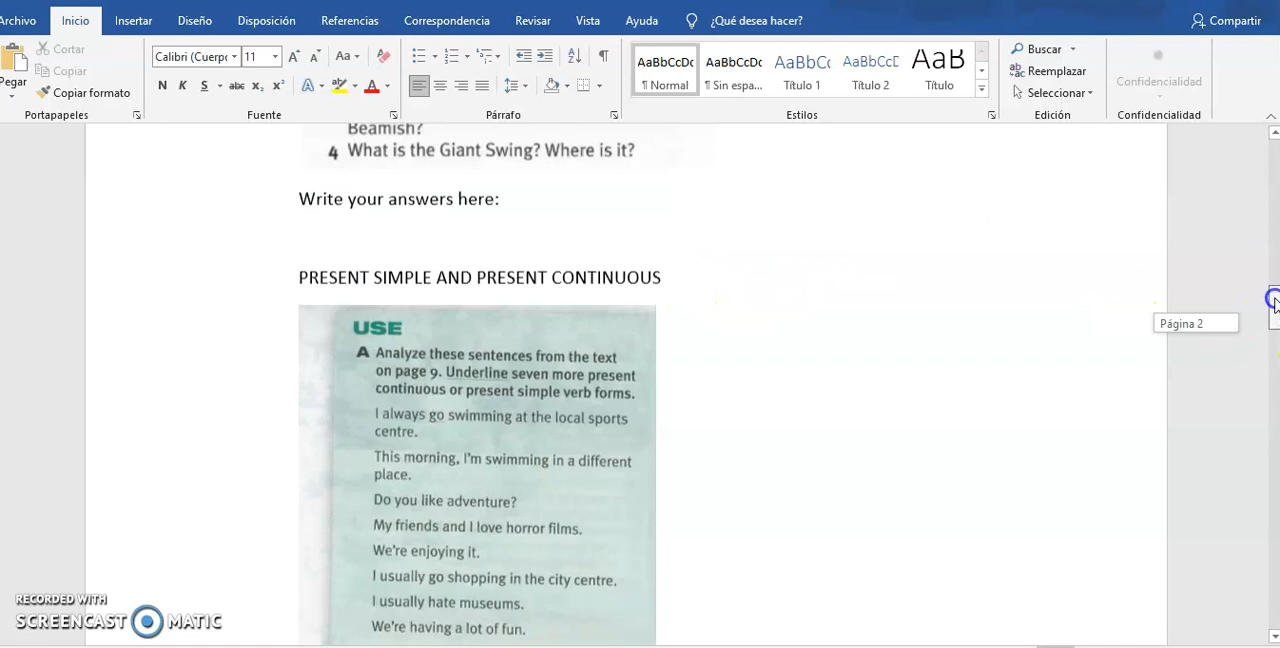 Archivo Inicio Insertar Diseño Disposición Referencias Correspondencia Revisar Vista Ayuda ¿Qué desea hacer? Compartir
Pegar
Cortar
Copiar
Copiar formato
Portapapeles
Calibri (Cuerpo 11
Aa
N K S abc x₂ x² A A
Fuente
Párrafo
AaBbCcDc AaBbCcDc AaBbCc AaBbCcD AaB
¶ Normal ¶ Sin espa... Título 1 Título 2 Título
Estilos
Buscar
Reemplazar
Seleccionar
Edición
Confidencialidad
Confidencialidad
Beamish?
4 What is the Giant Swing? Where is it?
Write your answers here:
PRESENT SIMPLE AND PRESENT CONTINUOUS
Página 2
USE
A Analyze these sentences from the text
on page 9. Underline seven more present
continuous or present simple verb forms.
I always go swimming at the local sports
centre.
This morning, I'm swimming in a different
place.
Do you like adventure?
My friends and I love horror films.
We're enjoying it.
I usually go shopping in the city centre.
I usually hate museums.
We're having a lot of fun.
RECORDED WITH
SCREENCAST MATIC